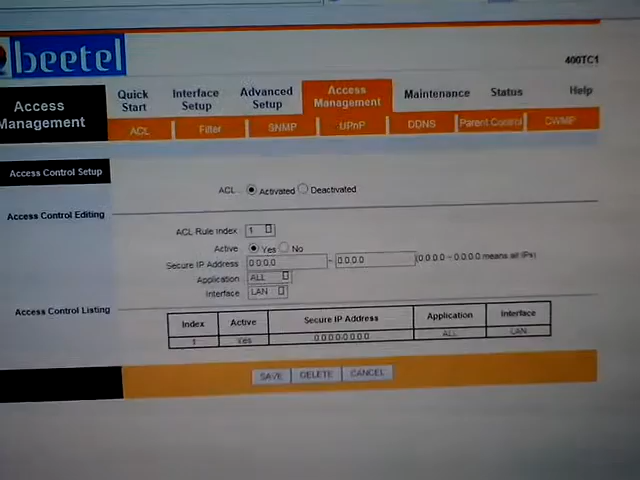 beetel
400TC1
Access Management
Quick Start
Interface Setup
Advanced Setup
Access Management
Maintenance
Status
Help
ACL
Filter
SNMP
UPnP
DDNS
Parent Control
CWMP
Access Control Setup
ACL : Activated Deactivated
Access Control Editing
ACL Rule Index : 1
Active : Yes No
Secure IP Address : 0.0.0.0 ~ 0.0.0.0 (0.0.0.0 ~ 0.0.0.0 means all IPs)
Application : ALL
Interface : LAN
Access Control Listing
Index Active Secure IP Address Application Interface
1 Yes 0.0.0.0-0.0.0.0 ALL LAN
SAVE DELETE CANCEL